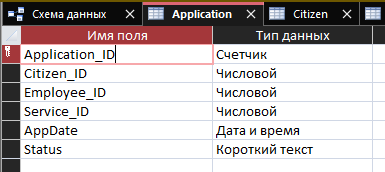 Схема данных Application Citizen
Имя поля Тип данных
Application_ID Счетчик
Citizen_ID Числовой
Employee_ID Числовой
Service_ID Числовой
AppDate Дата и время
Status Короткий текст